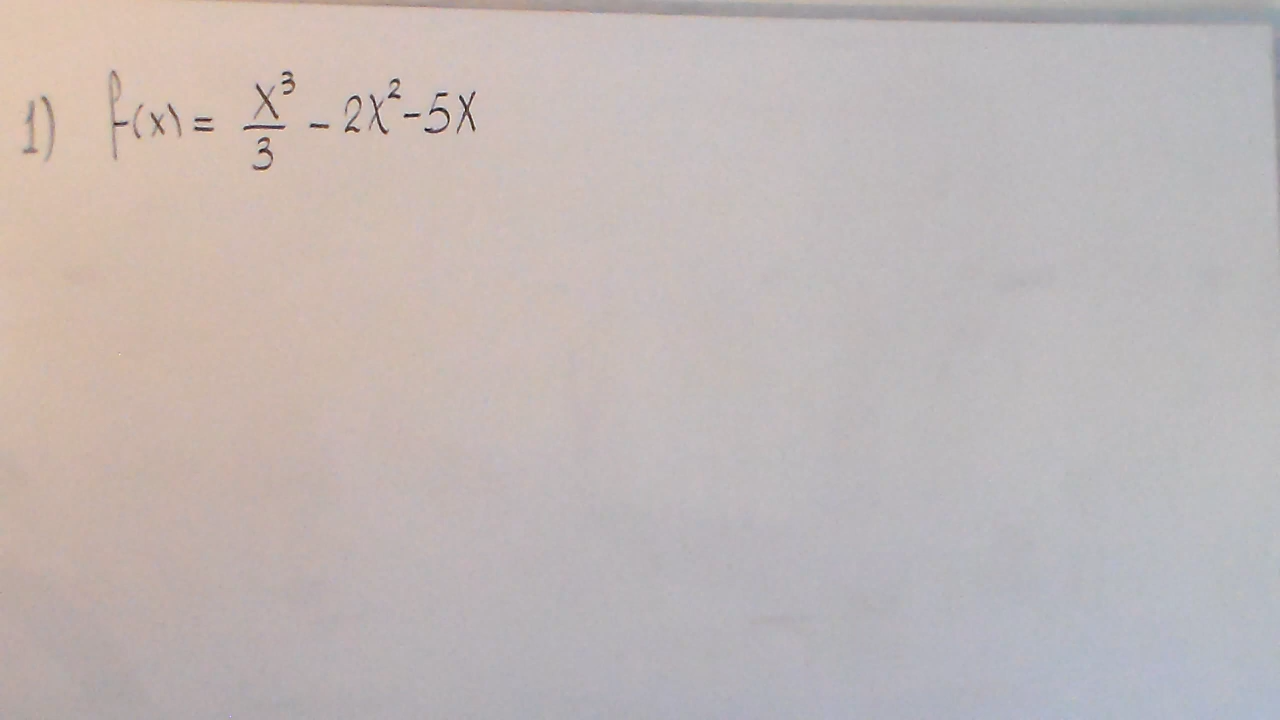 1) f(x) = x³/3 - 2x² - 5x